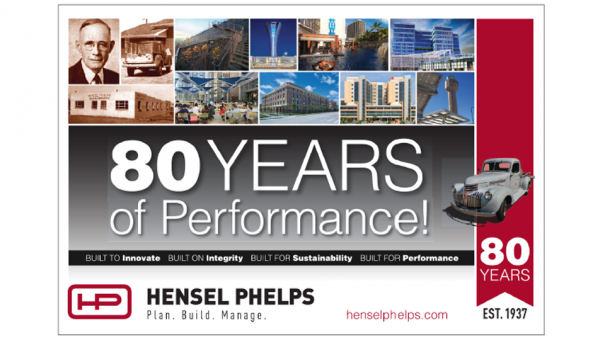 80 YEARS
of Performance!
BUILT TO Innovate BUILT ON Integrity BUILT FOR Sustainability BUILT FOR Performance
80
YEARS
HP
HENSEL PHELPS
Plan. Build. Manage.
henselphelps.com
EST. 1937